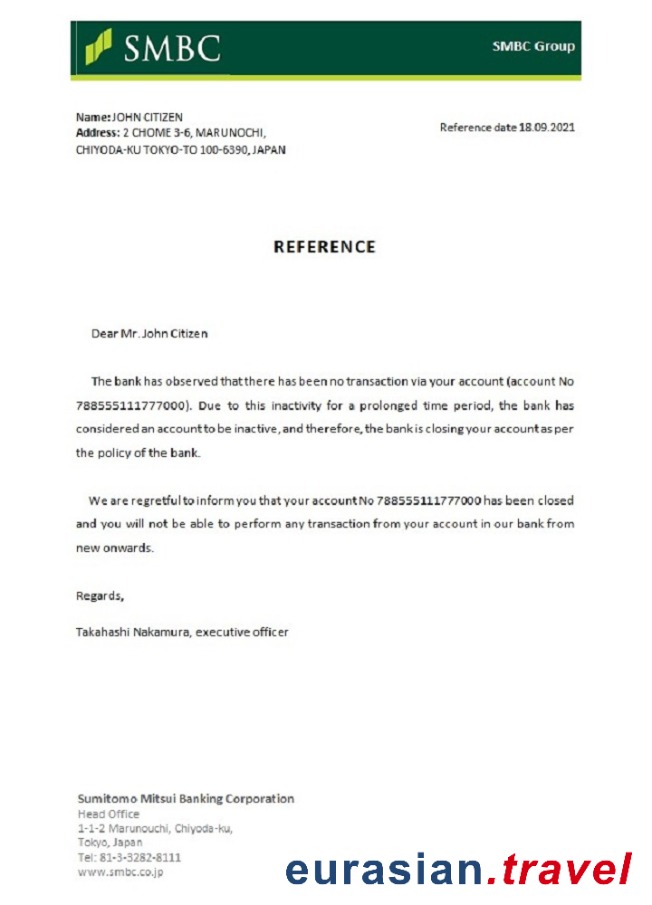 SMBC
SMBC Group
Name: JOHN CITIZEN
Address: 2 CHOME 3-6, MARUNOCHI,
CHIYODA-KU TOKYO-TO 100-6390, JAPAN
Reference date 18.09.2021
REFERENCE
Dear Mr. John Citizen
The bank has observed that there has been no transaction via your account (account No
788555111777000). Due to this inactivity for a prolonged time period, the bank has
considered an account to be inactive, and therefore, the bank is closing your account as per
the policy of the bank.
We are regretful to inform you that your account No 788555111777000 has been closed
and you will not be able to perform any transaction from your account in our bank from
new onwards.
Regards,
Takahashi Nakamura, executive officer
Sumitomo Mitsui Banking Corporation
Head Office
1-1-2 Marunouchi, Chiyoda-ku,
Tokyo, Japan
Tel: 81-3-3282-8111
www.smbc.co.jp
eurasian.travel